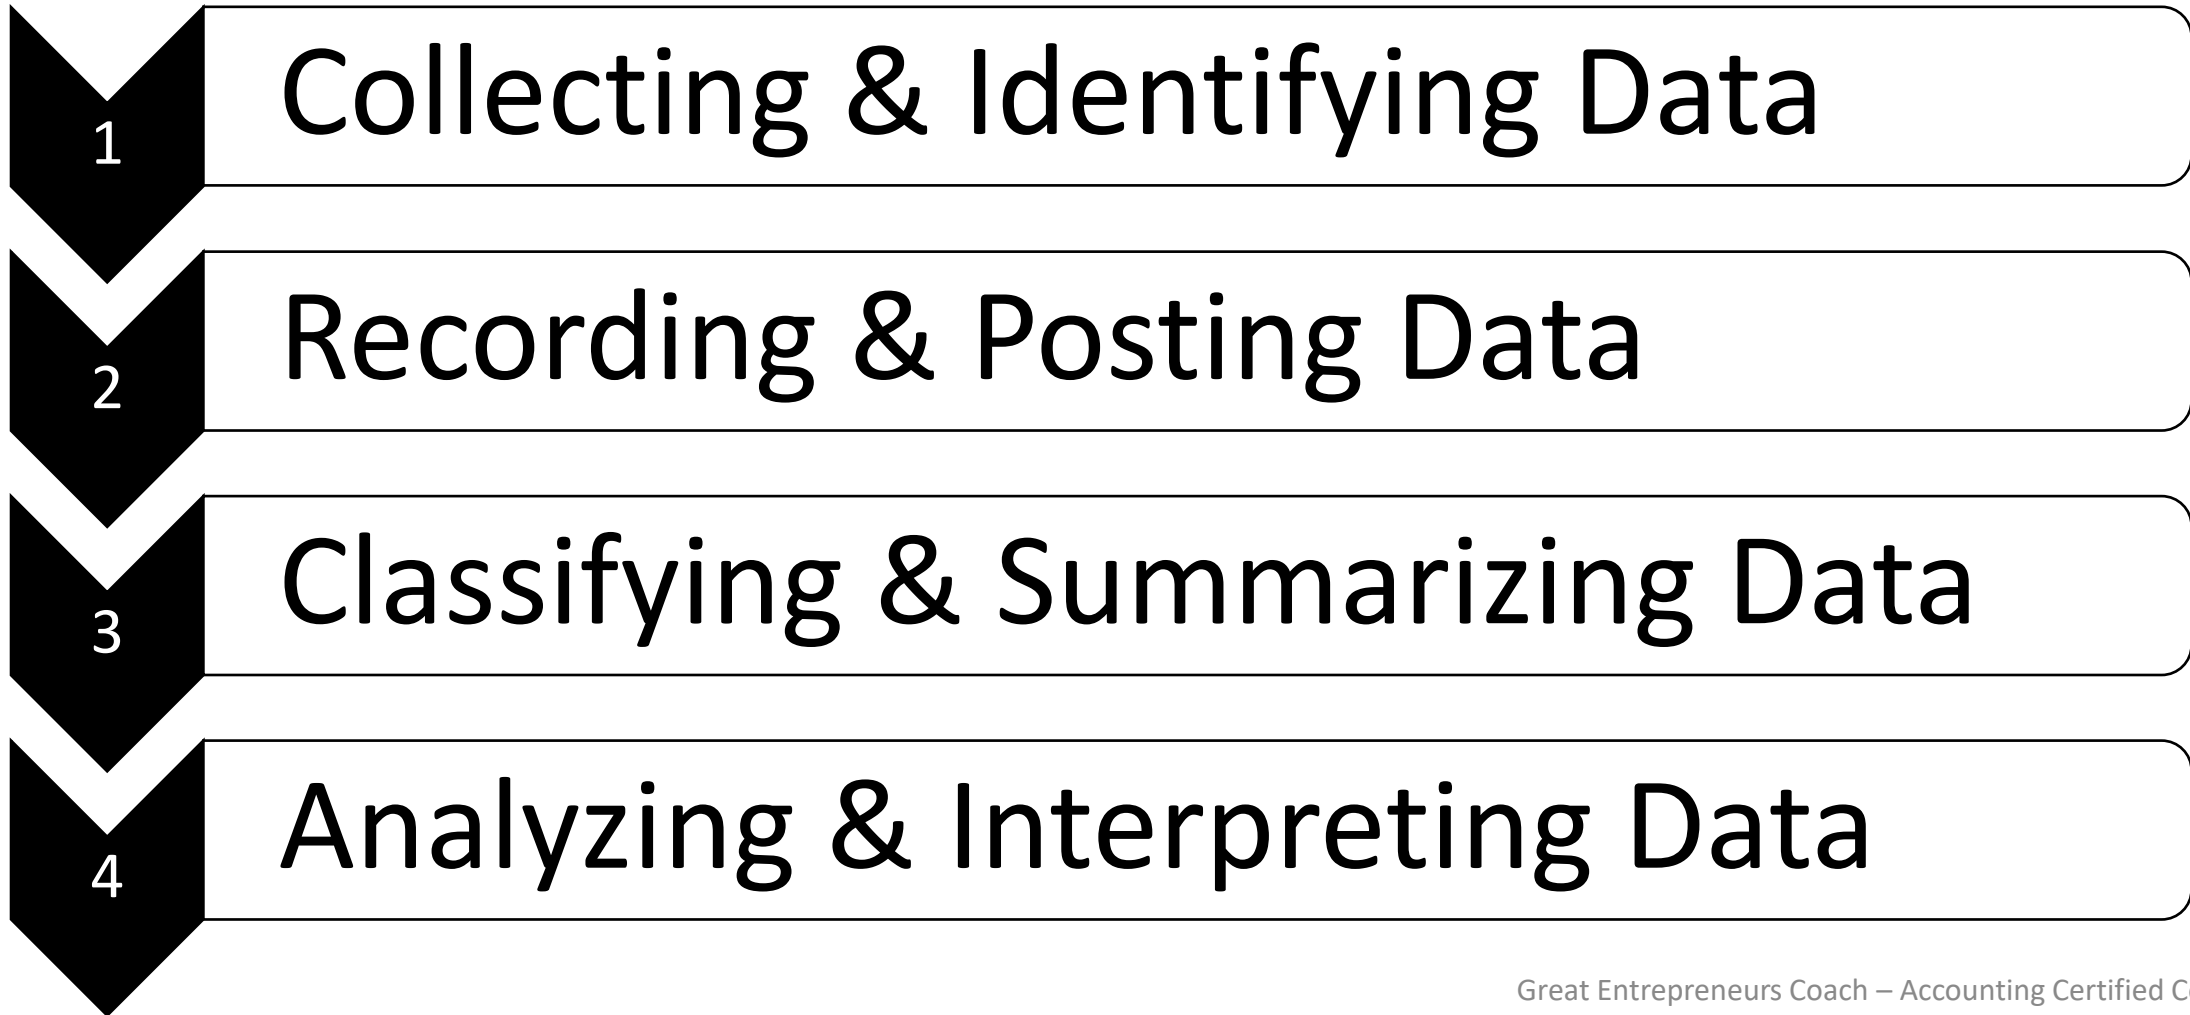 1
Collecting & Identifying Data
2
Recording & Posting Data
3
Classifying & Summarizing Data
4
Analyzing & Interpreting Data
Great Entrepreneurs Coach – Accounting Certified